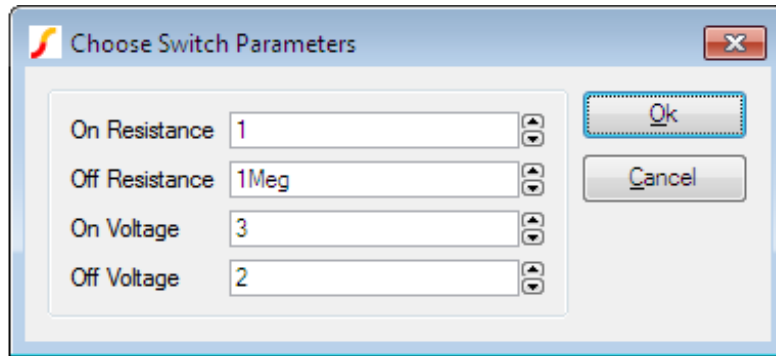 Choose Switch Parameters
On Resistance 1
Ok
Off Resistance 1Meg
Cancel
On Voltage 3
Off Voltage 2